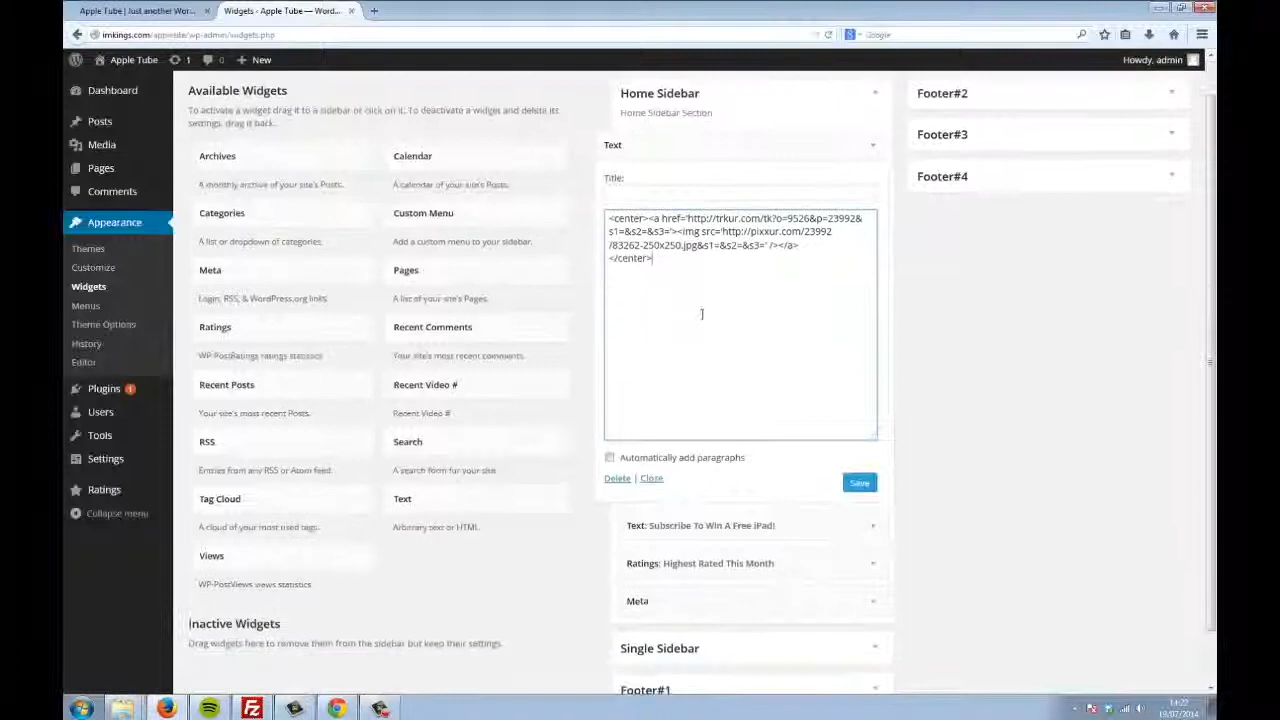 Apple Tube | Just another Wor...
Widgets ‹ Apple Tube — Word...
imkings.com/appwsite/wp-admin/widgets.php
Google
Apple Tube
1
0
New
Howdy, admin
Dashboard
Posts
Media
Pages
Comments
Appearance
Themes
Customize
Widgets
Menus
Theme Options
History
Editor
Plugins 1
Users
Tools
Settings
Ratings
Collapse menu
Available Widgets
To activate a widget drag it to a sidebar or click on it. To deactivate a widget and delete its
settings, drag it back.
Archives
A monthly archive of your site's Posts.
Calendar
A calendar of your site's Posts.
Categories
A list or dropdown of categories.
Custom Menu
Add a custom menu to your sidebar.
Meta
Login, RSS, & WordPress.org links.
Pages
A list of your site's Pages.
Ratings
WP-PostRatings ratings statistics
Recent Comments
Your site's most recent comments.
Recent Posts
Your site's most recent Posts.
Recent Video #
Recent Video #
RSS
Entries from any RSS or Atom feed.
Search
A search form for your site.
Tag Cloud
A cloud of your most used tags.
Text
Arbitrary text or HTML.
Views
WP-PostViews views statistics
Inactive Widgets
Drag widgets here to remove them from the sidebar but keep their settings.
Home Sidebar
Home Sidebar Section
Text
Title:
<center><a href='http://trkur.com/tk?o=9526&p=23992&
s1=&s2=&s3='><img src='http://pixxur.com/23992
/83262-250x250.jpg&s1=&s2=&s3=' /></a>
</center>
Automatically add paragraphs
Delete | Close
Save
Text: Subscribe To Win A Free iPad!
Ratings: Highest Rated This Month
Meta
Single Sidebar
Footer#1
Footer#2
Footer#3
Footer#4
14:22
19/07/2014